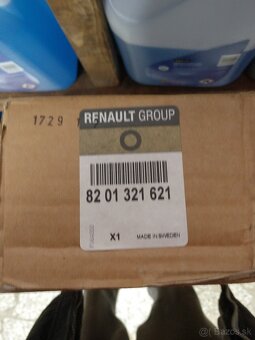 1729
RENAULT GROUP
82 01 321 621
X1
MADE IN SWEDEN
bazos.sk